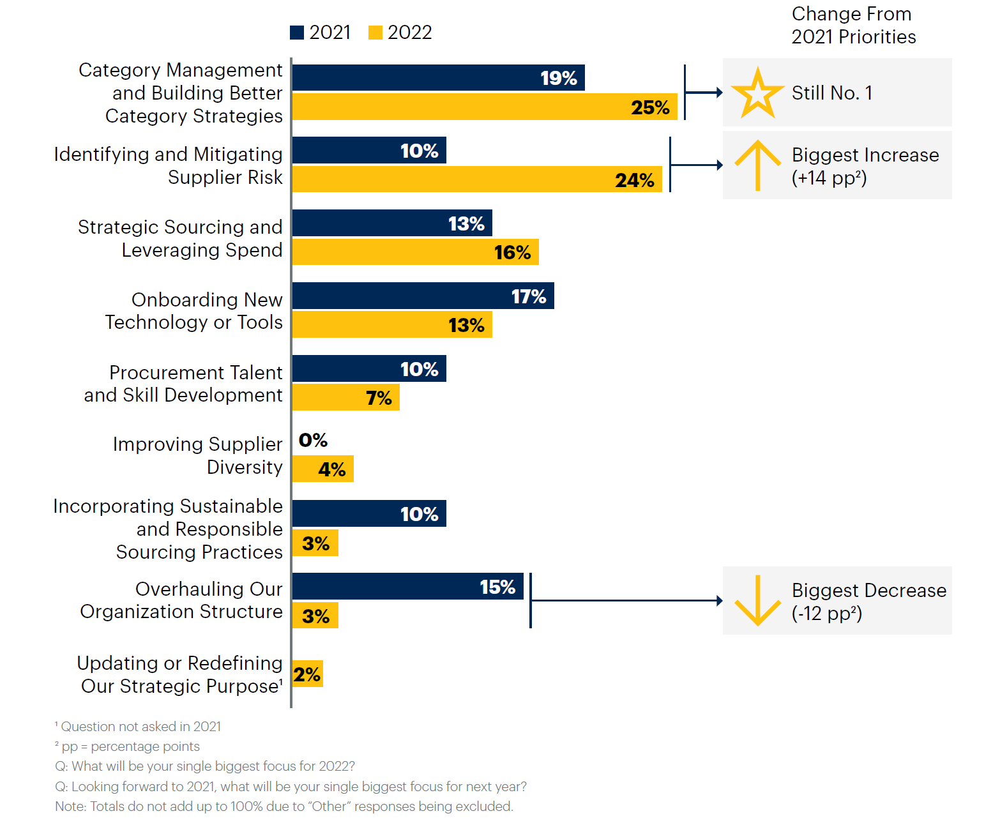 2021 2022
Change From
2021 Priorities
Category Management
and Building Better
Category Strategies
19%
25%
Still No. 1
Identifying and Mitigating
Supplier Risk
10%
24%
Biggest Increase
(+14 pp²)
Strategic Sourcing and
Leveraging Spend
13%
16%
Onboarding New
Technology or Tools
17%
13%
Procurement Talent
and Skill Development
10%
7%
Improving Supplier
Diversity
0%
4%
Incorporating Sustainable
and Responsible
Sourcing Practices
10%
3%
Overhauling Our
Organization Structure
15%
3%
Biggest Decrease
(-12 pp²)
Updating or Redefining
Our Strategic Purpose¹
2%
¹ Question not asked in 2021
² pp = percentage points
Q: What will be your single biggest focus for 2022?
Q: Looking forward to 2021, what will be your single biggest focus for next year?
Note: Totals do not add up to 100% due to “Other” responses being excluded.